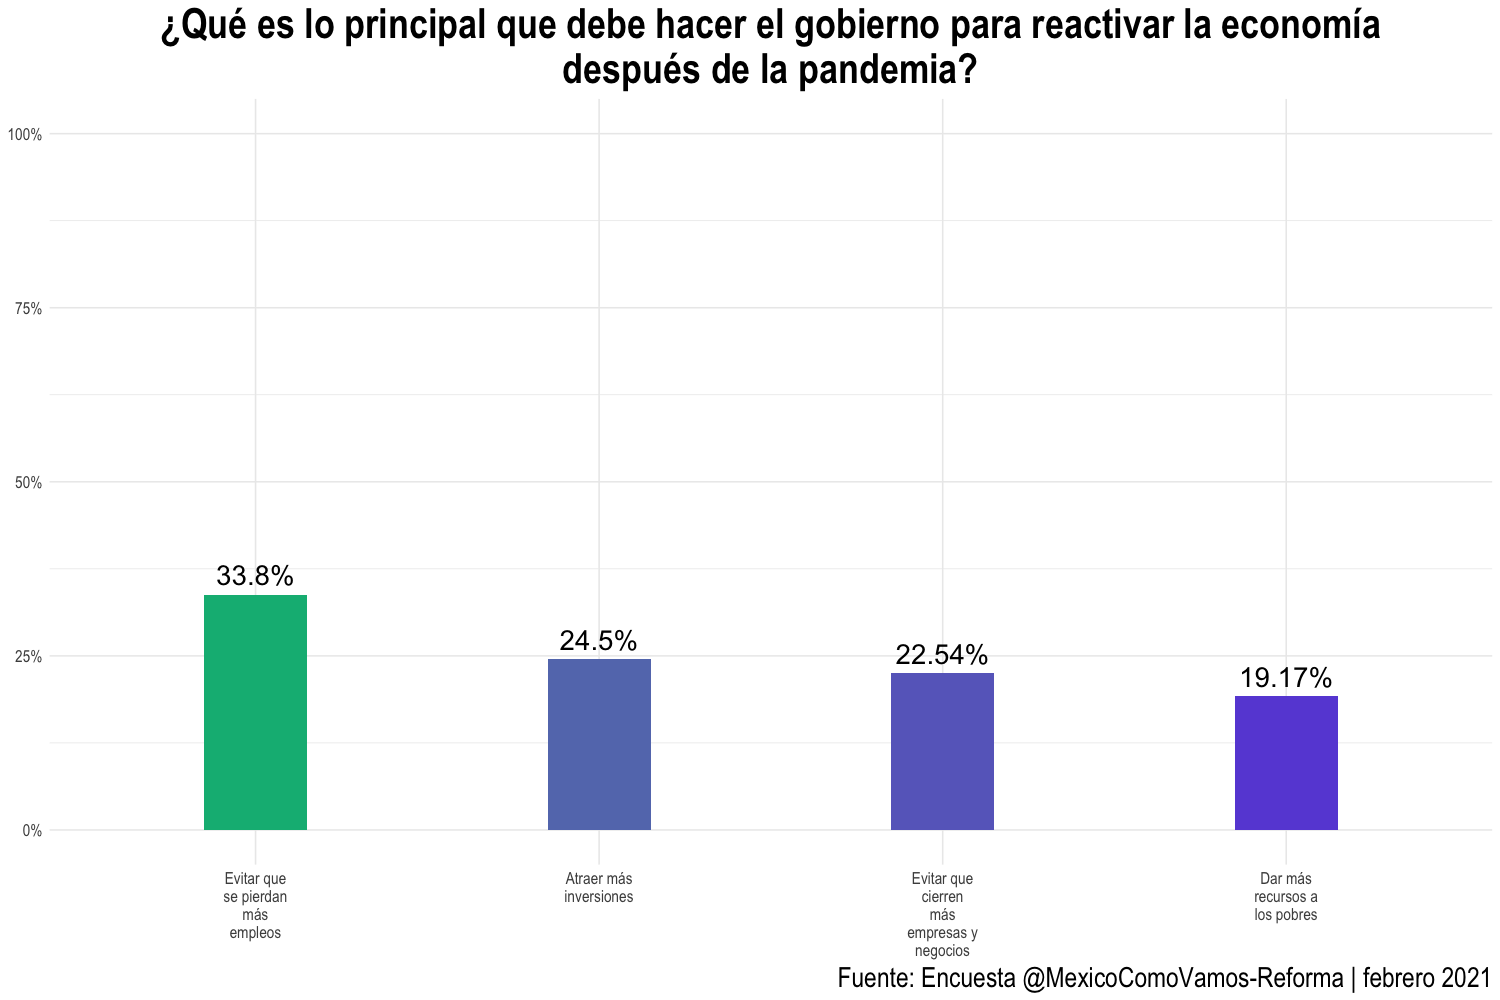 ¿Qué es lo principal que debe hacer el gobierno para reactivar la economía
después de la pandemia?
100%
75%
50%
25%
0%
33.8%
24.5%
22.54%
19.17%
Evitar que
se pierdan
más
empleos
Atraer más
inversiones
Evitar que
cierren
más
empresas y
negocios
Dar más
recursos a
los pobres
Fuente: Encuesta @MexicoComoVamos-Reforma | febrero 2021